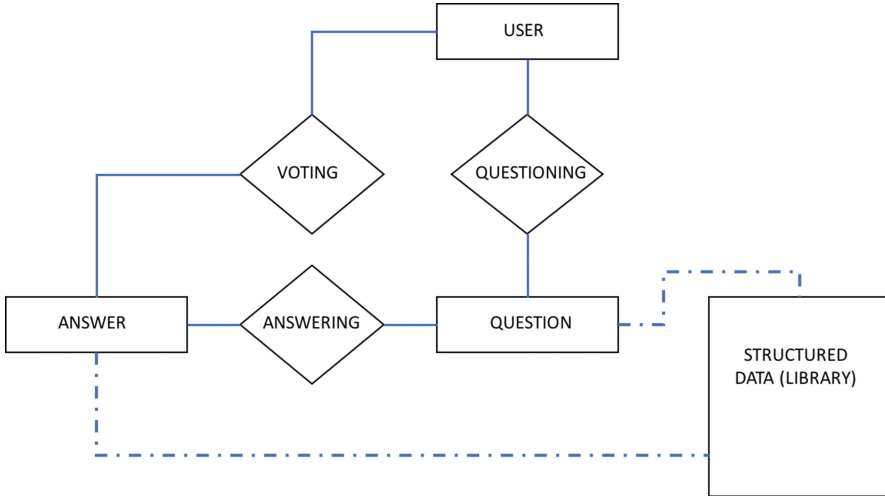 USER
VOTING
QUESTIONING
ANSWER
ANSWERING
QUESTION
STRUCTURED
DATA (LIBRARY)